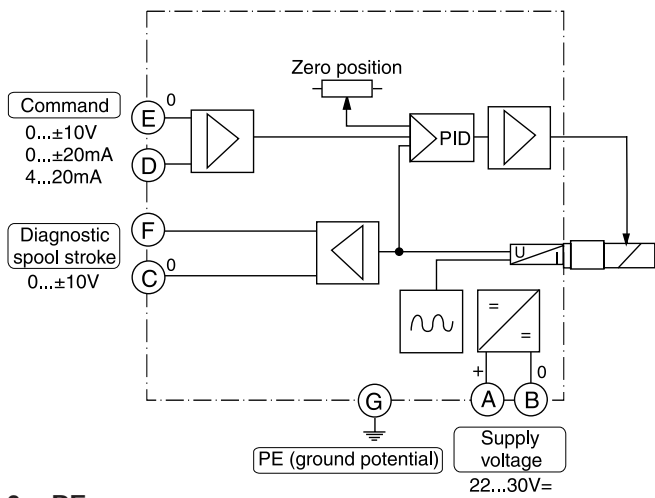 Zero position
Command
0...±10V
0...±20mA
4...20mA
E 0
D
PID
F
Diagnostic
spool stroke
0...±10V
C 0
U
I
=
=
+
0
G
A
B
PE (ground potential)
Supply
voltage
22...30V=